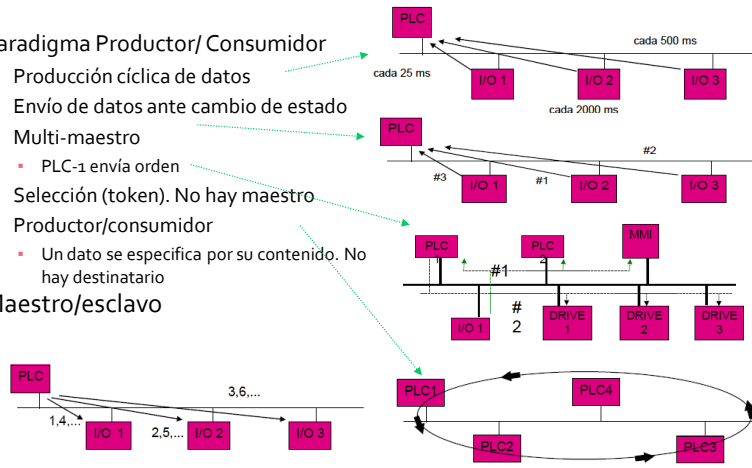 aradigma Productor/ Consumidor
Producción cíclica de datos
Envío de datos ante cambio de estado
Multi-maestro
PLC-1 envía orden
Selección (token). No hay maestro
Productor/consumidor
Un dato se especifica por su contenido. No
hay destinatario
Maestro/esclavo
PLC
cada 500 ms
cada 25 ms
I/O 1
I/O 2
I/O 3
cada 2000 ms
PLC
#2
#3
I/O 1
#1
I/O 2
I/O 3
PLC
1
PLC
2
MMI
#1
I/O 1
#
2
DRIVE
1
DRIVE
2
DRIVE
3
PLC
3,6,...
1,4,...
I/O 1
2,5,...
I/O 2
I/O 3
PLC1
PLC4
PLC2
PLC3